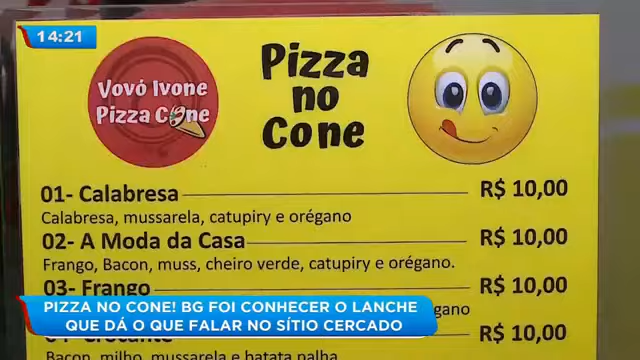 14:21
Vovó Ivone
Pizza Cone
Pizza
no
Cone
01- Calabresa R$ 10,00
Calabresa, mussarela, catupiry e orégano
02- A Moda da Casa R$ 10,00
Frango, Bacon, muss, cheiro verde, catupiry e orégano.
03- Frango R$ 10,00
PIZZA NO CONE! BG FOI CONHECER O LANCHE
QUE DÁ O QUE FALAR NO SÍTIO CERCADO
R$ 10,00
Bacon, milho, mussarela e batata palha